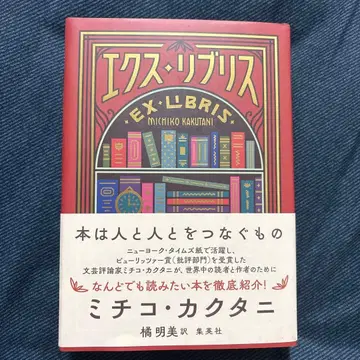 エクス・リブリス
EX・LIBRIS
MICHIKO KAKUTANI
本は人と人とをつなぐもの
ニューヨーク・タイムズ紙で活躍し、
ピューリッツァー賞〈批評部門〉を受賞した
文芸評論家ミチコ・カクタニが、世界中の読者と作者のために
なんとしても読みたい本を徹底紹介!
ミチコ・カクタニ
橘 明美 訳 集英社